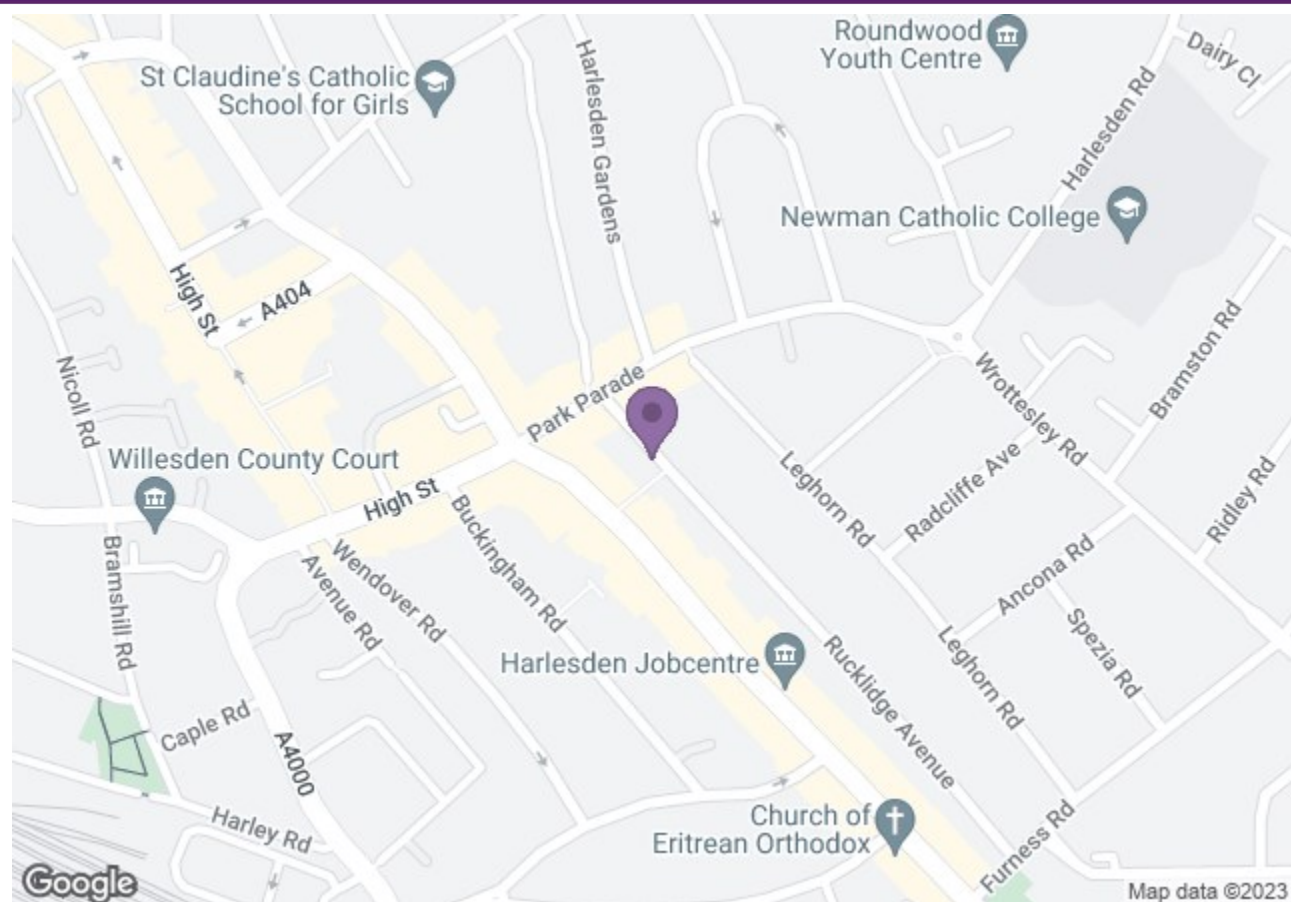 Roundwood
Youth Centre
Dairy Cl
St Claudine's Catholic
School for Girls
Harlesden Gardens
Harlesden Rd
Newman Catholic College
High St
A404
Park Parade
Nicoll Rd
Wrottesley Rd
Bramston Rd
Willesden County Court
High St
Leghorn Rd
Radcliffe Ave
Ridley Rd
Buckingham Rd
Bramshill Rd
Avenue Rd
Wendover Rd
Ancona Rd
Spezia Rd
Harlesden Jobcentre
Rucklidge Avenue
Leghorn Rd
Caple Rd
A4000
Harley Rd
Church of
Eritrean Orthodox
Furness Rd
Google
Map data ©2023